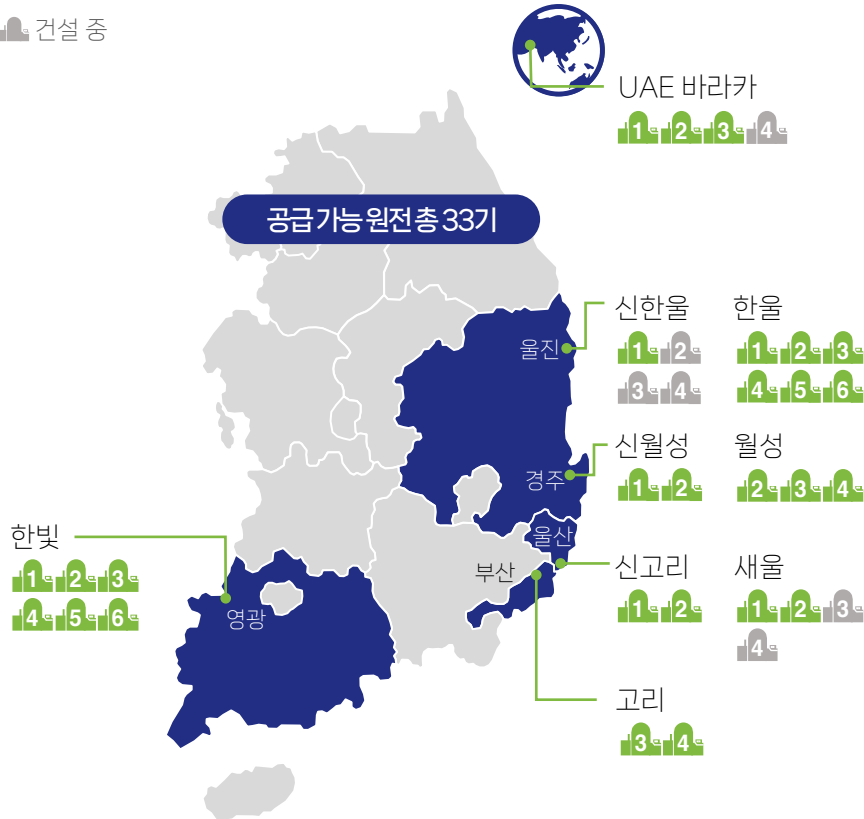 건설 중
UAE 바라카
1 2 3 4
공급 가능 원전 총 33기
신한울 한울
1 2 1 2 3
3 4 4 5 6
울진
신월성 월성
1 2 2 3 4
경주
한빛
1 2 3
4 5 6
영광
울산
부산
신고리 새울
1 2 1 2 3
4
고리
3 4